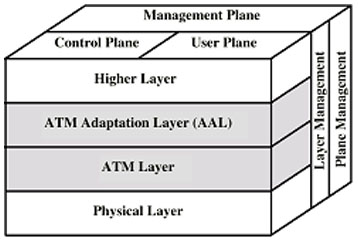 Management Plane
Control Plane
User Plane
Higher Layer
ATM Adaptation Layer (AAL)
ATM Layer
Physical Layer
Layer Management
Plane Management